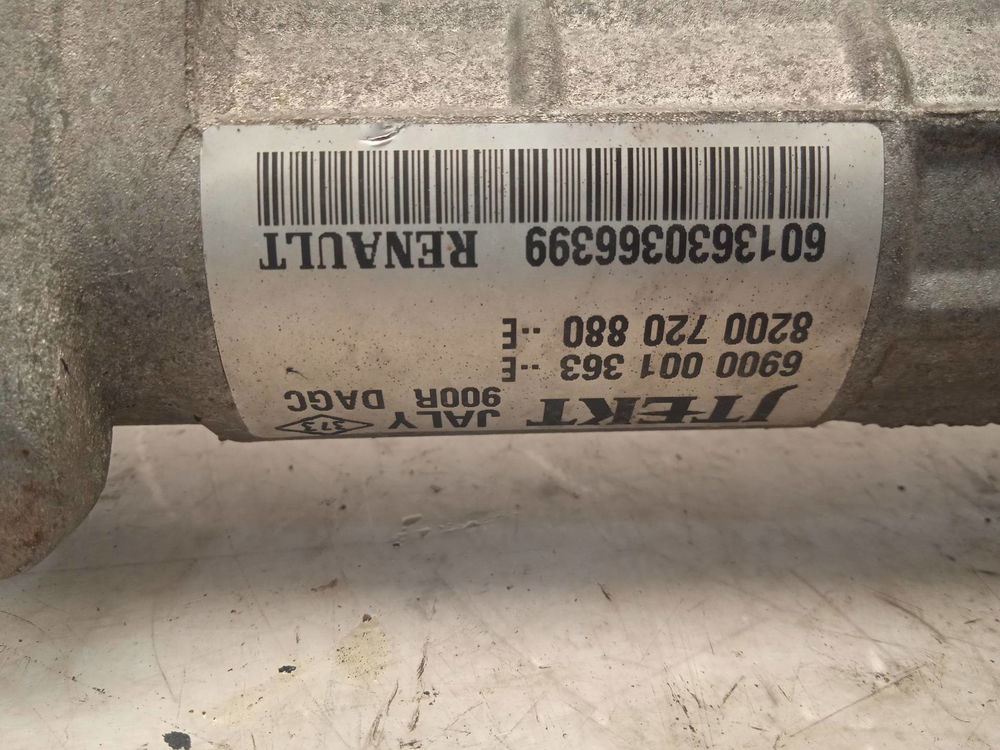 JTEKT JALY 373
900R DAGC
6900 001 363 --E
8200 720 880 --E
6013630366399 RENAULT